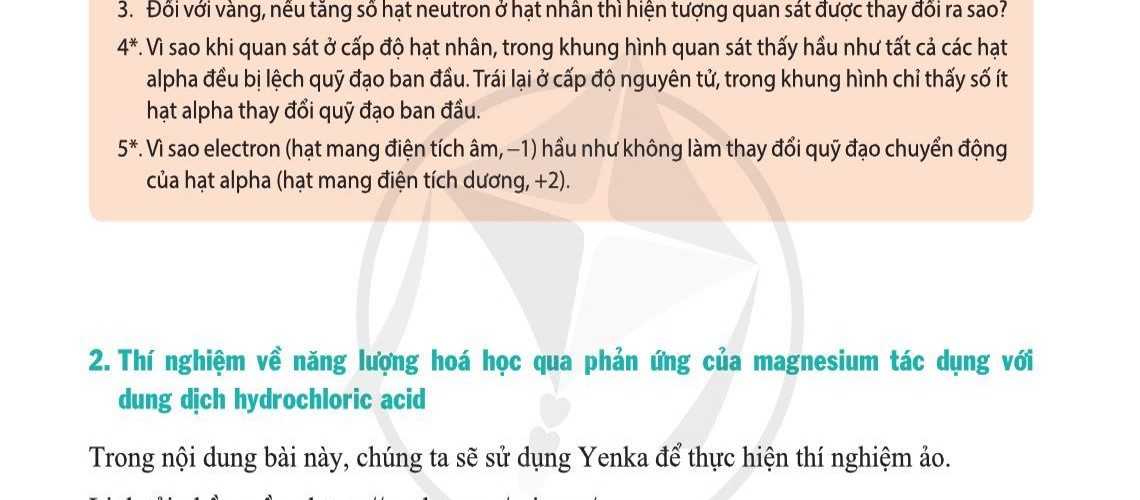 3. Đối với vàng, nếu tăng số hạt neutron ở hạt nhân thì hiện tượng quan sát được thay đổi ra sao?
4*. Vì sao khi quan sát ở cấp độ hạt nhân, trong khung hình quan sát thấy hầu như tất cả các hạt
alpha đều bị lệch quỹ đạo ban đầu. Trái lại ở cấp độ nguyên tử, trong khung hình chỉ thấy số ít
hạt alpha thay đổi quỹ đạo ban đầu.
5*. Vì sao electron (hạt mang điện tích âm, –1) hầu như không làm thay đổi quỹ đạo chuyển động
của hạt alpha (hạt mang điện tích dương, +2).
2. Thí nghiệm về năng lượng hoá học qua phản ứng của magnesium tác dụng với
dung dịch hydrochloric acid
Trong nội dung bài này, chúng ta sẽ sử dụng Yenka để thực hiện thí nghiệm ảo.